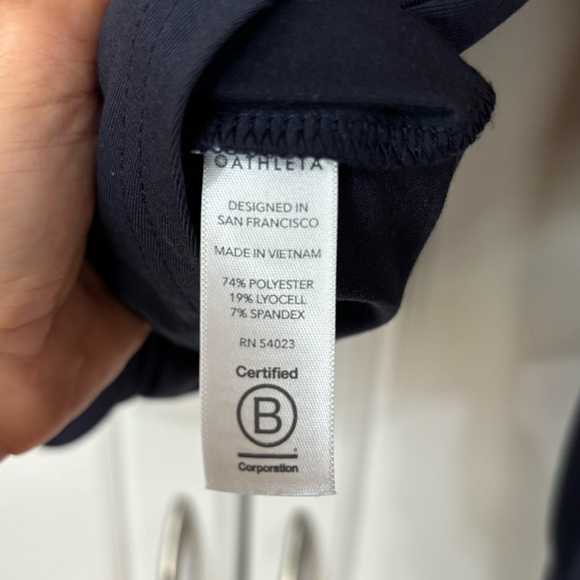 ATHLETA
DESIGNED IN
SAN FRANCISCO
MADE IN VIETNAM
74% POLYESTER
19% LYOCELL
7% SPANDEX
RN 54023
Certified
B
Corporation